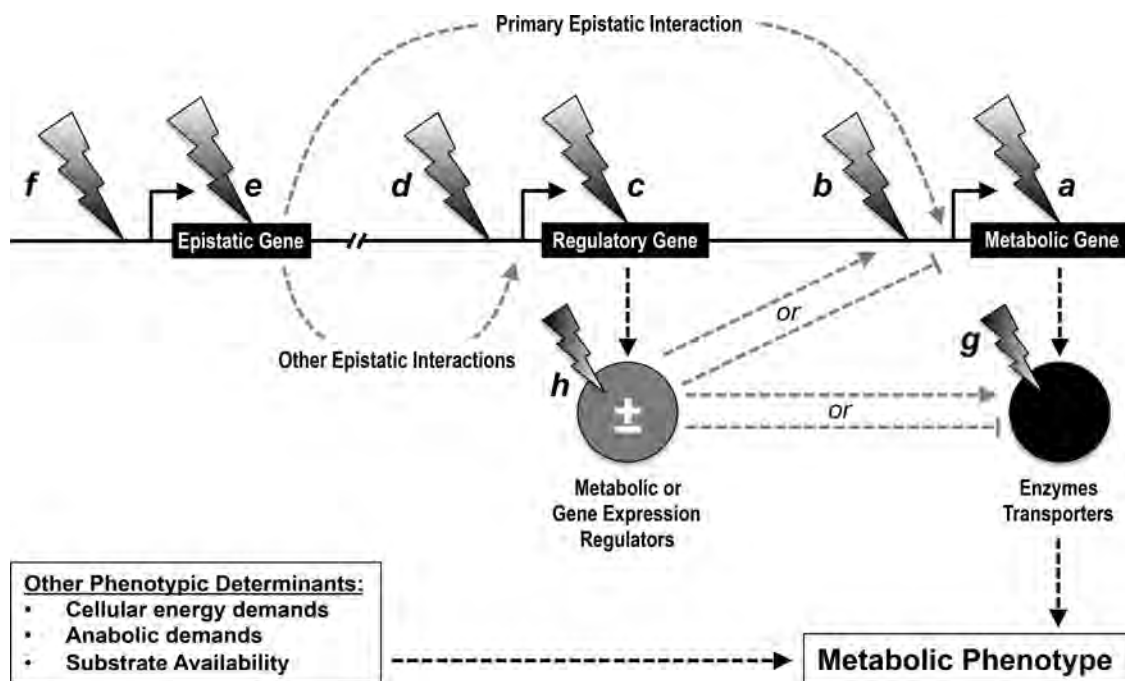 Primary Epistatic Interaction
f
e
d
c
b
a
Epistatic Gene
Regulatory Gene
Metabolic Gene
or
Other Epistatic Interactions
h
g
±
or
Metabolic or
Gene Expression
Regulators
Enzymes
Transporters
Other Phenotypic Determinants:
· Cellular energy demands
· Anabolic demands
· Substrate Availability
Metabolic Phenotype